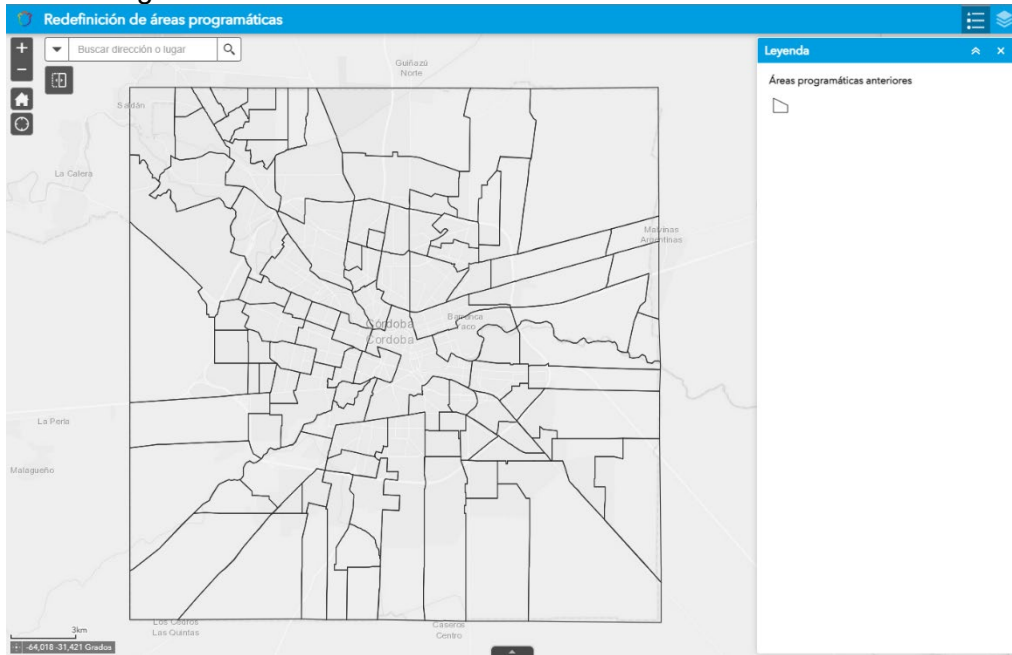 Redefinición de áreas programáticas
Buscar dirección o lugar
Leyenda
Áreas programáticas anteriores
Guiñazú
Norte
Saldán
La Calera
Malvinas
Argentinas
Córdoba
Cordoba
Barranca
Yaco
La Perla
Malagueño
Los Cedros
Las Quintas
Caseros
Centro
3km
-64,018 -31,421 Grados